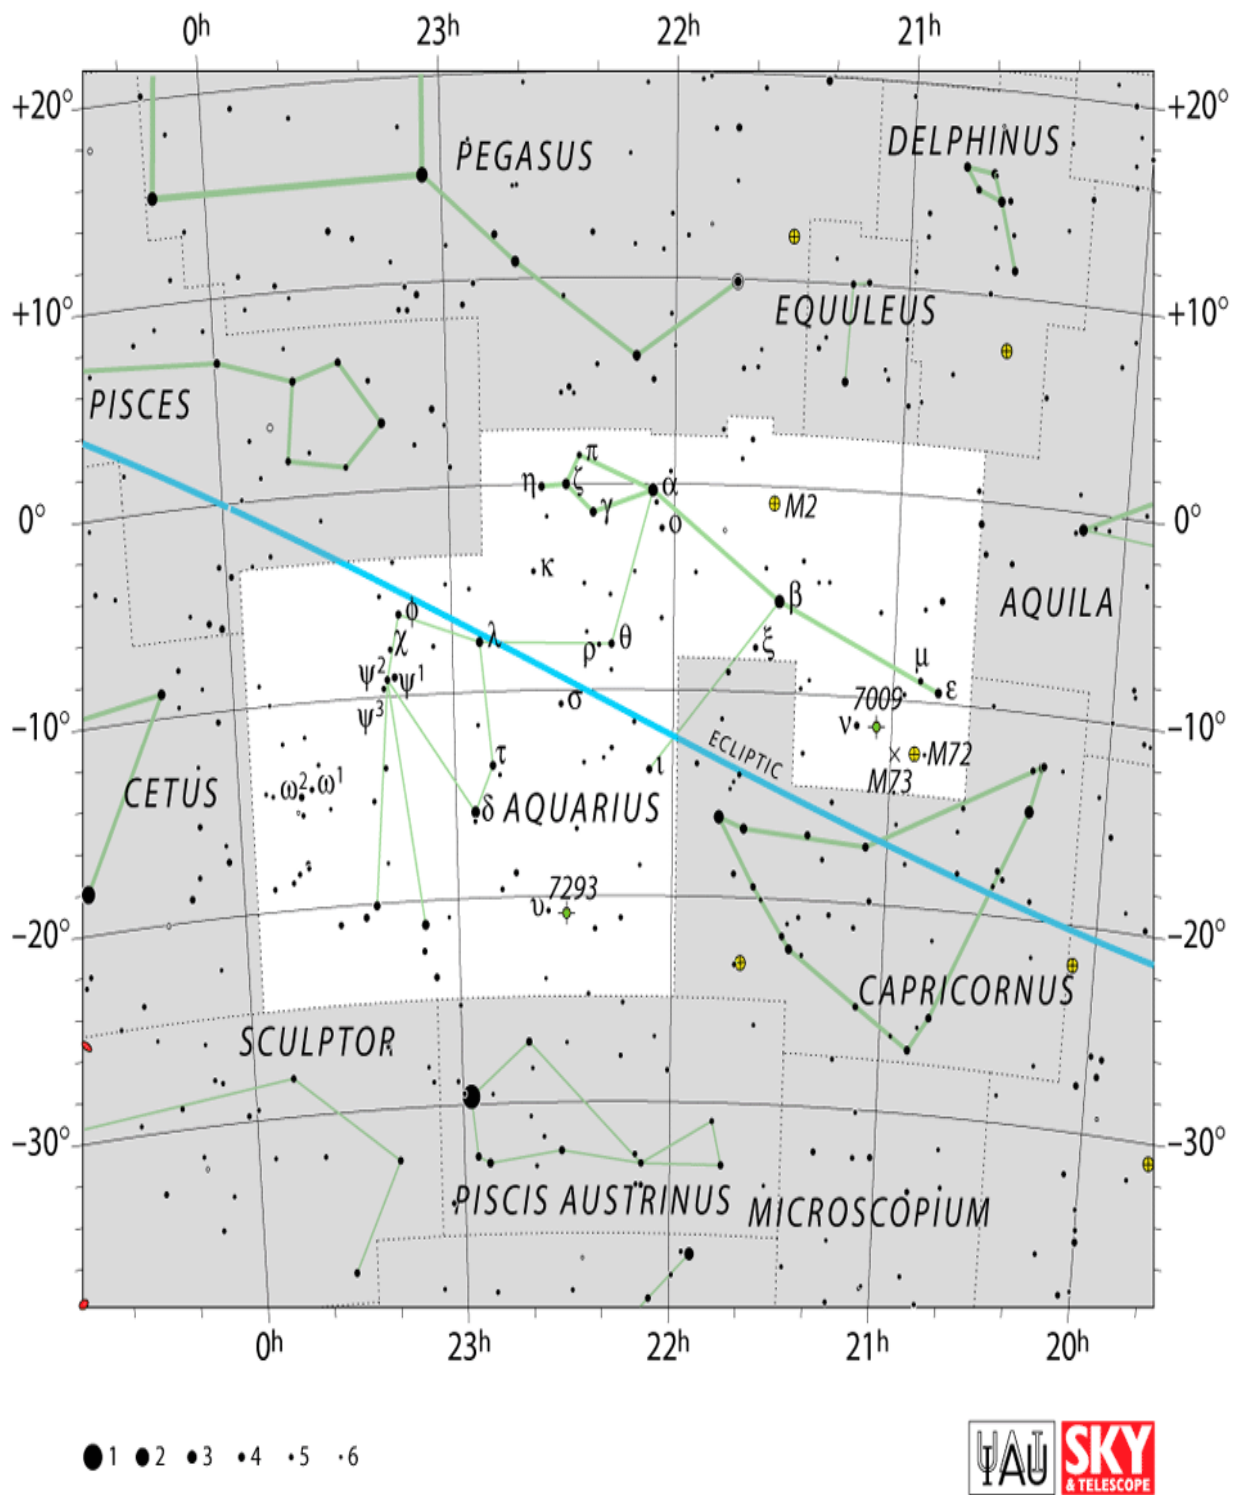 0h 23h 22h 21h
+20° +20°
PEGASUS DELPHINUS
+10° EQUULEUS +10°
PISCES
π
η ζ α
γ M2
0° ο 0°
κ
β AQUILA
ϕ
χ λ ρ θ ξ
ψ² ψ¹ μ
σ 7009 ε
ψ³ ν
-10° ECLIPTIC -10°
τ ι M72
CETUS ω² ω¹ M73
δ AQUARIUS
υ 7293
-20° -20°
CAPRICORNUS
SCULPTOR
-30° -30°
PISCIS AUSTRINUS MICROSCOPIUM
0h 23h 22h 21h 20h
1 2 3 4 5 6
IAU SKY
& TELESCOPE